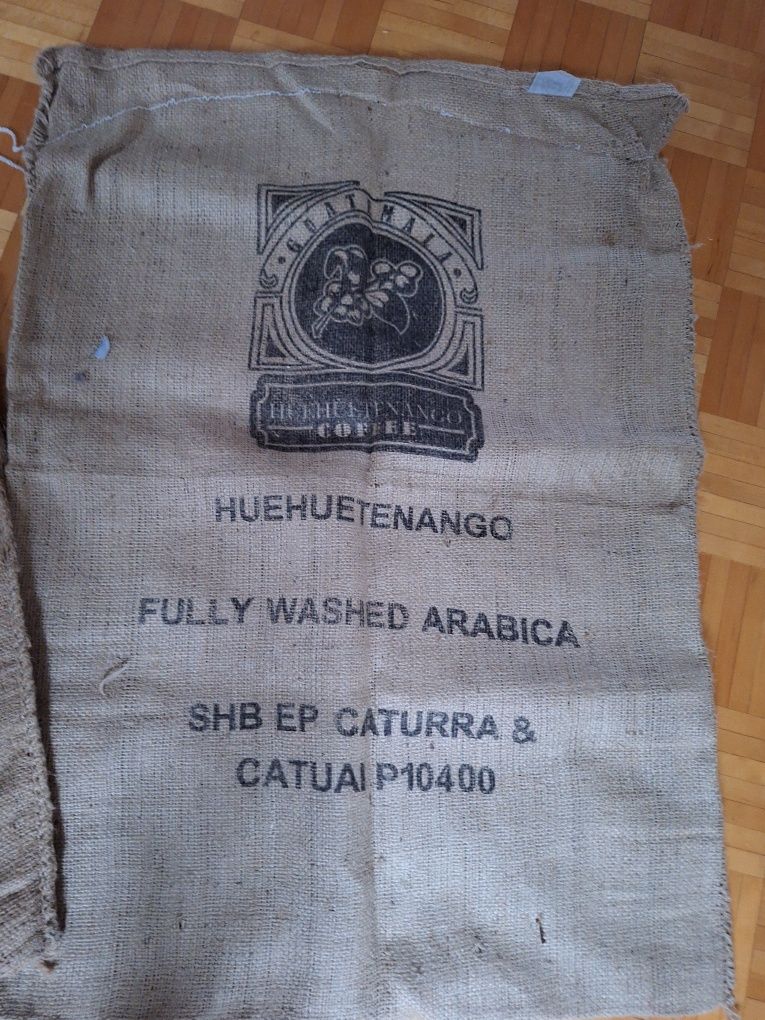 GUATEMALA
HUEHUETENANGO
COFFEE
HUEHUETENANGO
FULLY WASHED ARABICA
SHB EP CATURRA &
CATUAI P10400